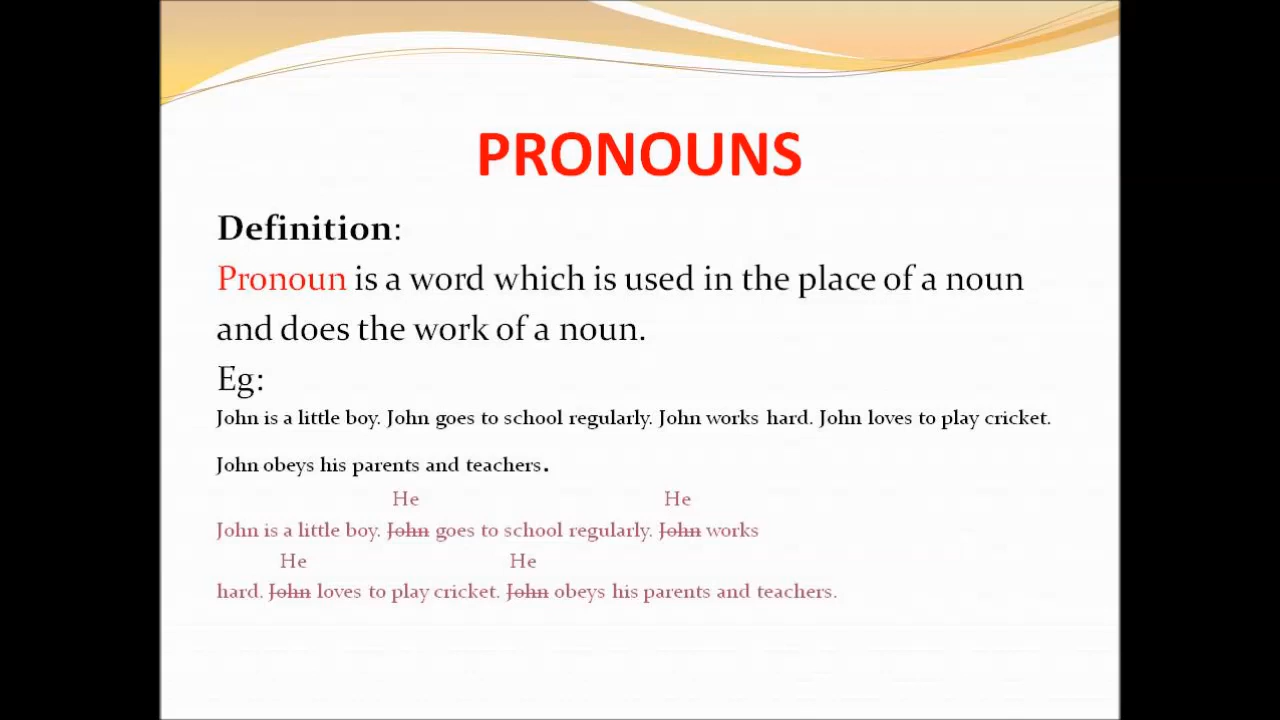 PRONOUNS
Definition:
Pronoun is a word which is used in the place of a noun
and does the work of a noun.
Eg:
John is a little boy. John goes to school regularly. John works hard. John loves to play cricket.
John obeys his parents and teachers.
He He
John is a little boy. John goes to school regularly. John works
He He
hard. John loves to play cricket. John obeys his parents and teachers.